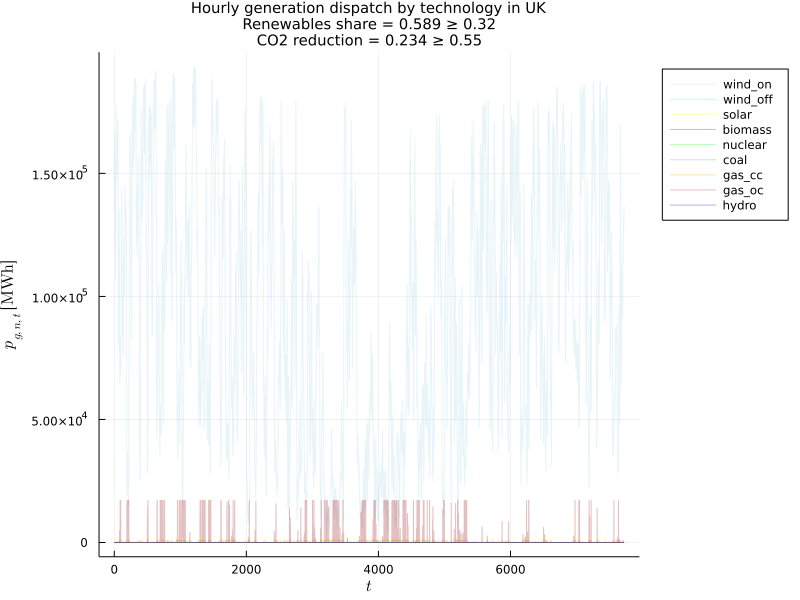 Hourly generation dispatch by technology in UK
Renewables share = 0.589 ≥ 0.32
CO2 reduction = 0.234 ≥ 0.55
wind_on
wind_off
solar
biomass
nuclear
coal
gas_cc
gas_oc
hydro
p_{g,n,t} [MWh]
1.50×10⁵
1.00×10⁵
5.00×10⁴
0
0 2000 4000 6000
t